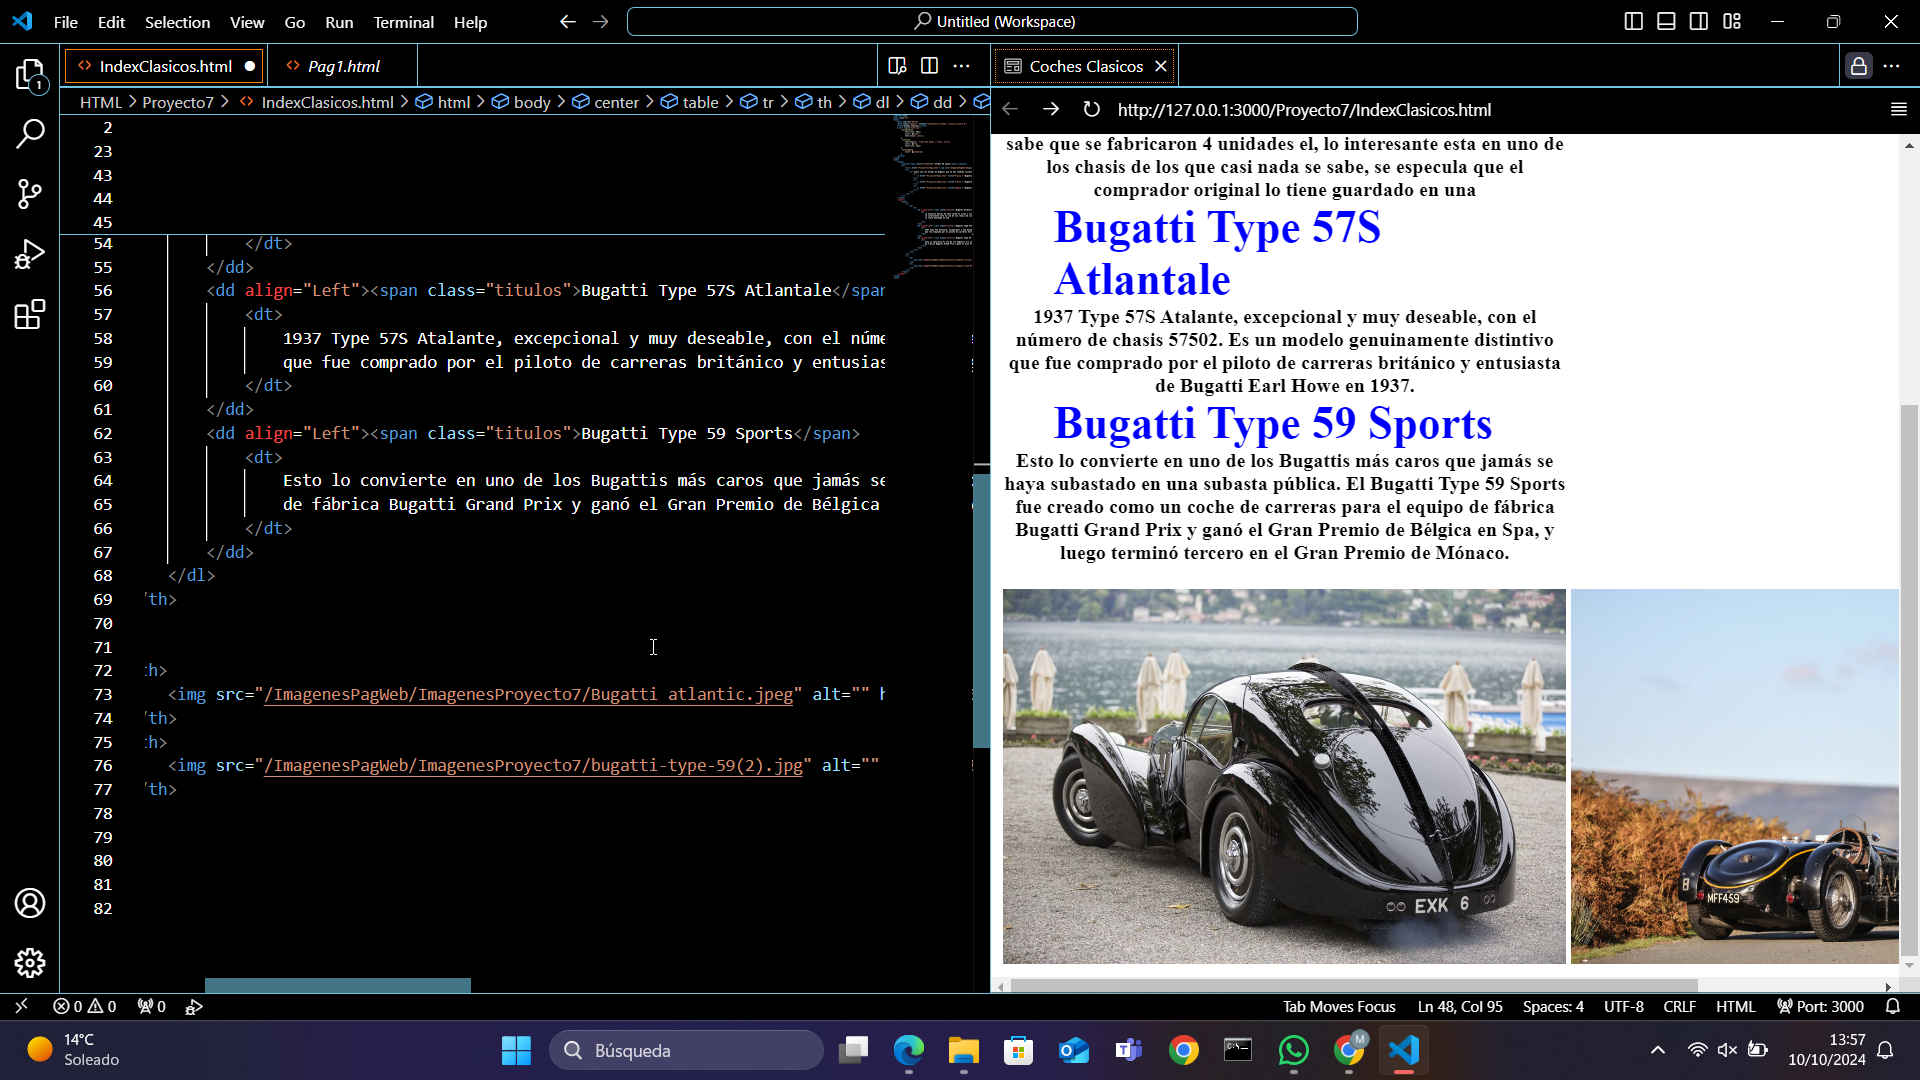 File Edit Selection View Go Run Terminal Help
Untitled (Workspace)
1
IndexClasicos.html
Pag1.html
HTML > Proyecto7 > IndexClasicos.html > html > body > center > table > tr > th > dl > dd >
2
23
43
44
45
54 </dt>
55 </dd>
56 <dd align="Left"><span class="titulos">Bugatti Type 57S Atlantale</span
57 <dt>
58 1937 Type 57S Atalante, excepcional y muy deseable, con el núme
59 que fue comprado por el piloto de carreras británico y entusias
60 </dt>
61 </dd>
62 <dd align="Left"><span class="titulos">Bugatti Type 59 Sports</span>
63 <dt>
64 Esto lo convierte en uno de los Bugattis más caros que jamás se
65 de fábrica Bugatti Grand Prix y ganó el Gran Premio de Bélgica
66 </dt>
67 </dd>
68 </dl>
69 th>
70
71
72 h>
73 <img src="/ImagenesPagWeb/ImagenesProyecto7/Bugatti atlantic.jpeg" alt="" h
74 th>
75 h>
76 <img src="/ImagenesPagWeb/ImagenesProyecto7/bugatti-type-59(2).jpg" alt=""
77 th>
78
79
80
81
82
Coches Clasicos
http://127.0.0.1:3000/Proyecto7/IndexClasicos.html
sabe que se fabricaron 4 unidades el, lo interesante esta en uno de
los chasis de los que casi nada se sabe, se especula que el
comprador original lo tiene guardado en una
Bugatti Type 57S
Atlantale
1937 Type 57S Atalante, excepcional y muy deseable, con el
número de chasis 57502. Es un modelo genuinamente distintivo
que fue comprado por el piloto de carreras británico y entusiasta
de Bugatti Earl Howe en 1937.
Bugatti Type 59 Sports
Esto lo convierte en uno de los Bugattis más caros que jamás se
haya subastado en una subasta pública. El Bugatti Type 59 Sports
fue creado como un coche de carreras para el equipo de fábrica
Bugatti Grand Prix y ganó el Gran Premio de Bélgica en Spa, y
luego terminó tercero en el Gran Premio de Mónaco.
EXK 6
8
MFF459
0 0 0
Tab Moves Focus Ln 48, Col 95 Spaces: 4 UTF-8 CRLF HTML Port: 3000
14°C
Soleado
Búsqueda
M
13:57
10/10/2024